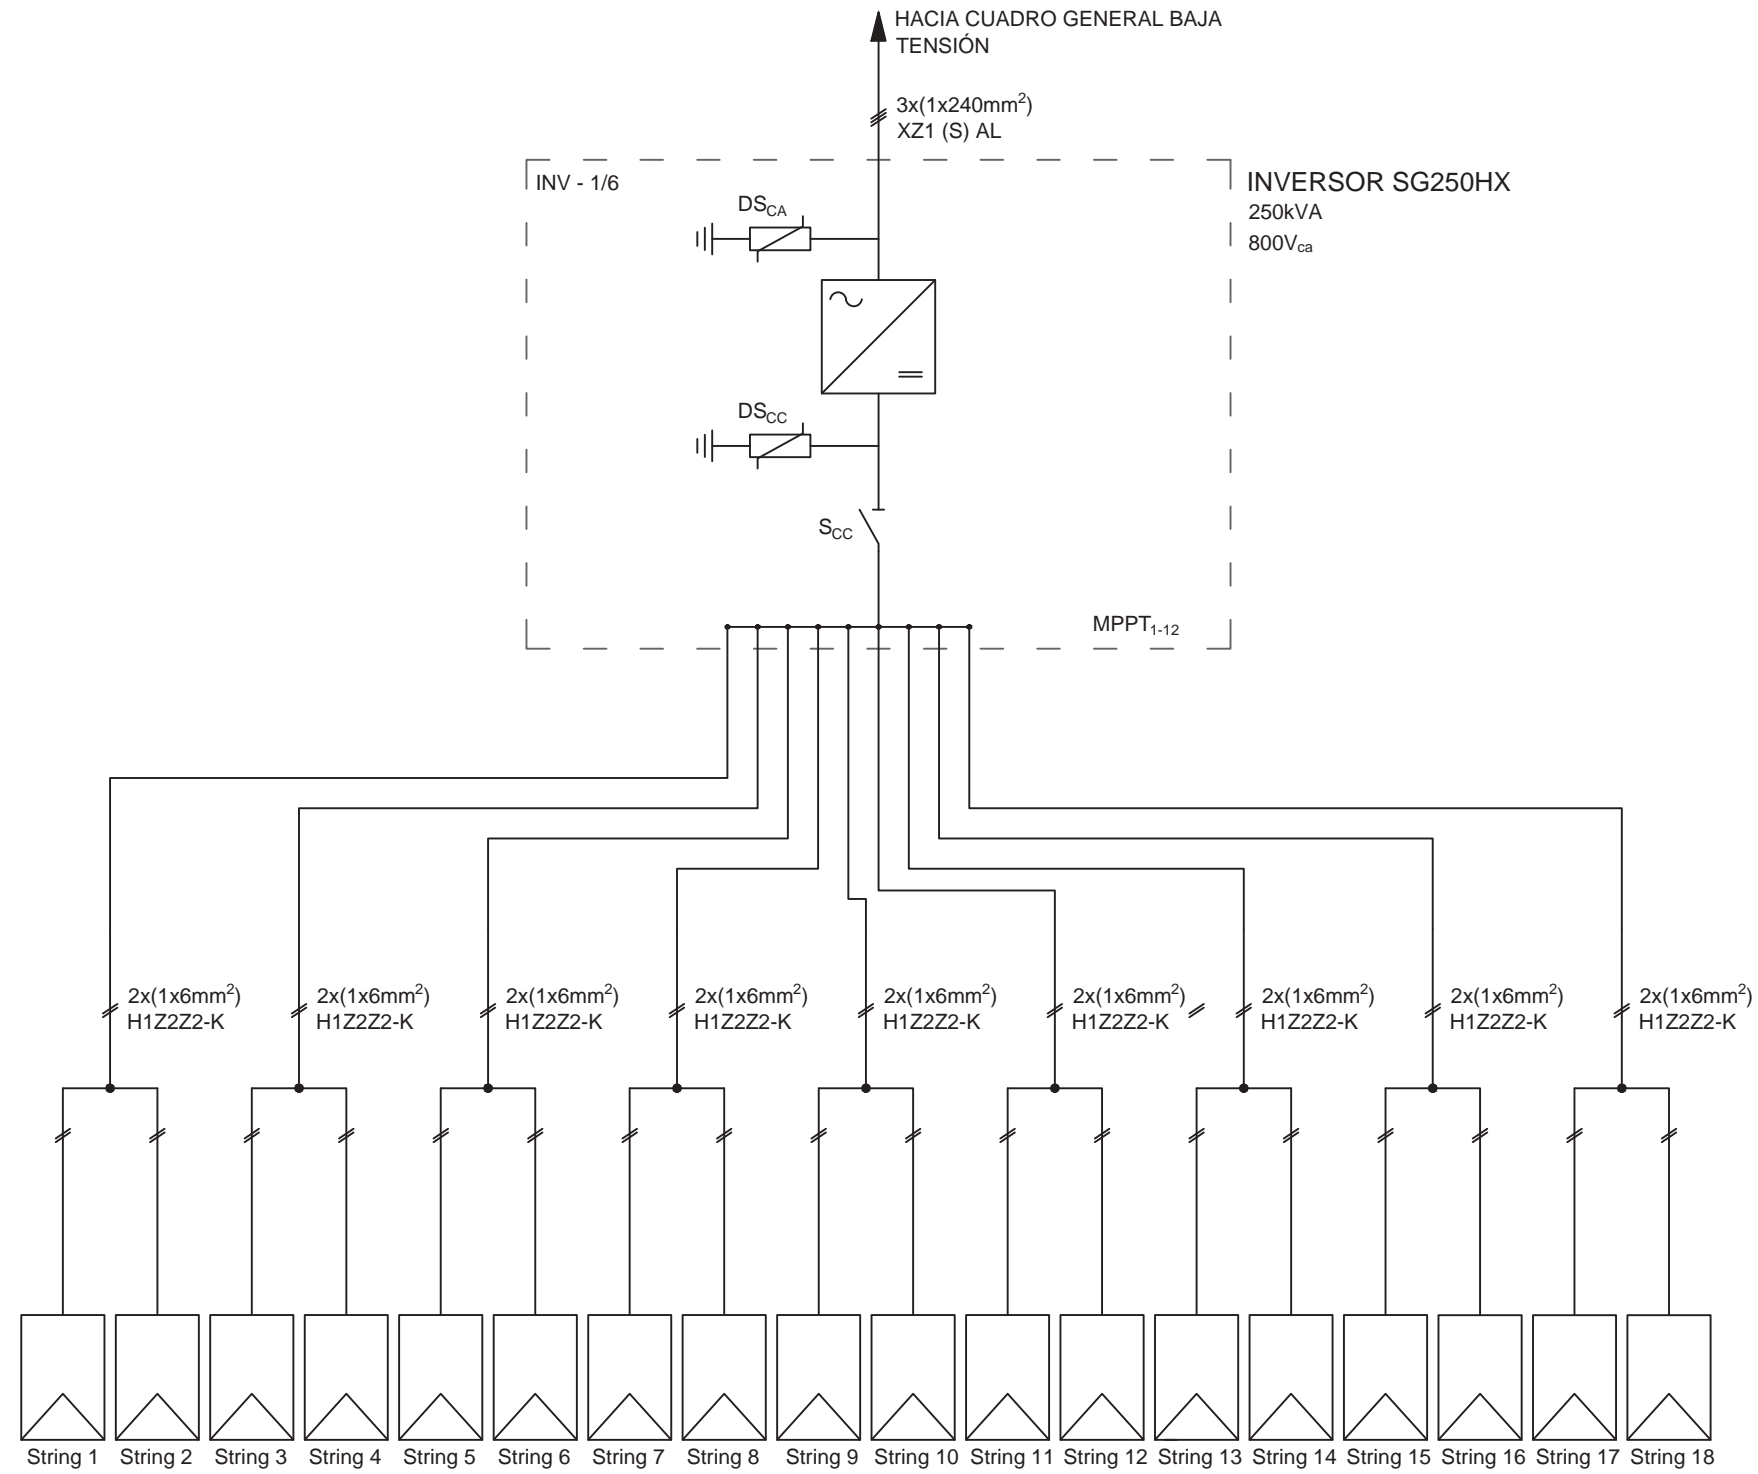 HACIA CUADRO GENERAL BAJA
TENSIÓN
3x(1x240mm²)
XZ1 (S) AL
INV - 1/6
INVERSOR SG250HX
250kVA
800Vca
DSCA
DSCC
SCC
MPPT1-12
2x(1x6mm²)
H1Z2Z2-K
2x(1x6mm²)
H1Z2Z2-K
2x(1x6mm²)
H1Z2Z2-K
2x(1x6mm²)
H1Z2Z2-K
2x(1x6mm²)
H1Z2Z2-K
2x(1x6mm²)
H1Z2Z2-K
2x(1x6mm²)
H1Z2Z2-K
2x(1x6mm²)
H1Z2Z2-K
2x(1x6mm²)
H1Z2Z2-K
String 1
String 2
String 3
String 4
String 5
String 6
String 7
String 8
String 9
String 10
String 11
String 12
String 13
String 14
String 15
String 16
String 17
String 18